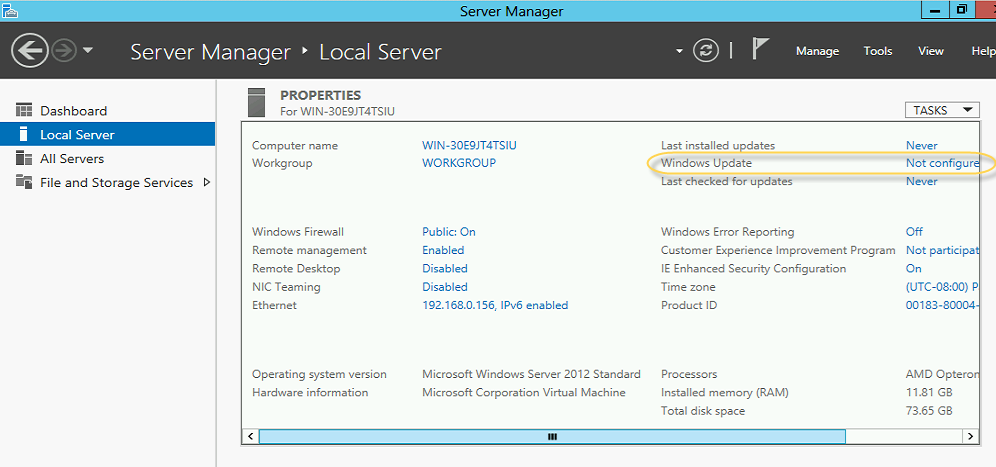 Server Manager
Server Manager ‣ Local Server
Manage Tools View Help
Dashboard
Local Server
All Servers
File and Storage Services
PROPERTIES
For WIN-30E9JT4TSIU
TASKS
Computer name WIN-30E9JT4TSIU Last installed updates Never
Workgroup WORKGROUP Windows Update Not configure
Last checked for updates Never
Windows Firewall Public: On Windows Error Reporting Off
Remote management Enabled Customer Experience Improvement Program Not participat
Remote Desktop Disabled IE Enhanced Security Configuration On
NIC Teaming Disabled Time zone (UTC-08:00) P
Ethernet 192.168.0.156, IPv6 enabled Product ID 00183-80004-
Operating system version Microsoft Windows Server 2012 Standard Processors AMD Opteron
Hardware information Microsoft Corporation Virtual Machine Installed memory (RAM) 11.81 GB
Total disk space 73.65 GB